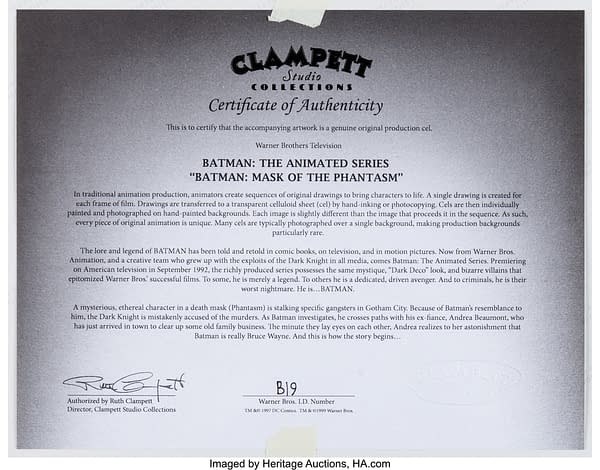 CLAMPETT
Studio
COLLECTIONS
Certificate of Authenticity
This is to certify that the accompanying artwork is a genuine original production cel.
Warner Brothers Television
BATMAN: THE ANIMATED SERIES
"BATMAN: MASK OF THE PHANTASM"
In traditional animation production, animators create sequences of original drawings to bring characters to life. A single drawing is created for
each frame of film. Drawings are transferred to a transparent celluloid sheet (cel) by hand-inking or photocopying. Cels are then individually
painted and photographed on hand-painted backgrounds. Each image is slightly different than the image that proceeds it in the sequence. As such,
every piece of original animation is unique. Many cels are typically photographed over a single background, making production backgrounds
particularly rare.
The lore and legend of BATMAN has been told and retold in comic books, on television, and in motion pictures. Now from Warner Bros.
Animation, and a creative team who grew up with the exploits of the Dark Knight in all media, comes Batman: The Animated Series. Premiering
on American television in September 1992, the richly produced series possesses the same mystique, "Dark Deco" look, and bizarre villains that
epitomized Warner Bros.' successful films. To some, he is merely a legend. To others he is a dedicated, driven avenger. And to criminals, he is their
worst nightmare. He is…BATMAN.
A mysterious, ethereal character in a death mask (Phantasm) is stalking specific gangsters in Gotham City. Because of Batman's resemblance to
him, the Dark Knight is mistakenly accused of the murders. As Batman investigates, he crosses paths with his ex-fiance, Andrea Beaumont, who
has just arrived in town to clear up some old family business. The minute they lay eyes on each other, Andrea realizes to her astonishment that
Batman is really Bruce Wayne. And this is how the story begins…
Ruth Clampett
B19
Authorized by Ruth Clampett
Director, Clampett Studio Collections
Warner Bros. I.D. Number
TM &© 1997 DC Comics. TM & ©1999 Warner Bros.
Imaged by Heritage Auctions, HA.com